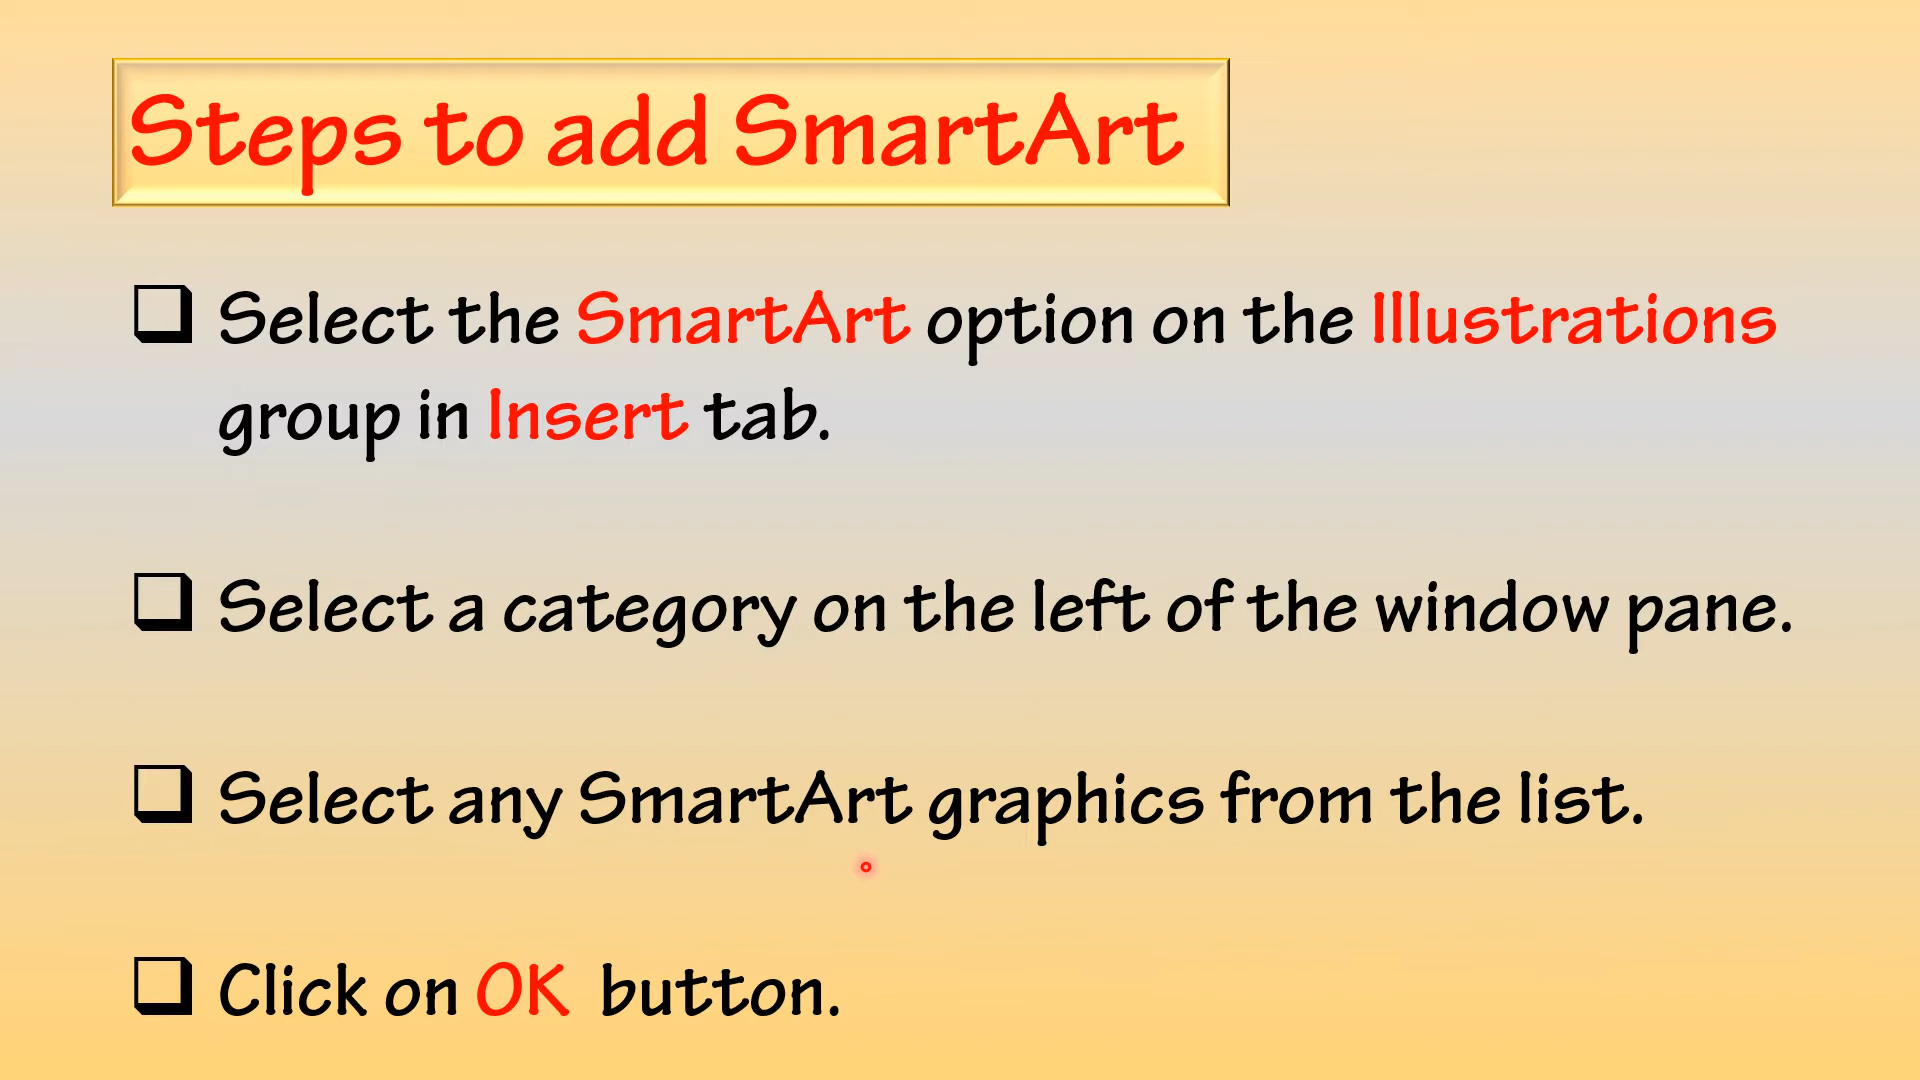 Steps to add SmartArt
Select the SmartArt option on the Illustrations
group in Insert tab.
Select a category on the left of the window pane.
Select any SmartArt graphics from the list.
Click on OK button.